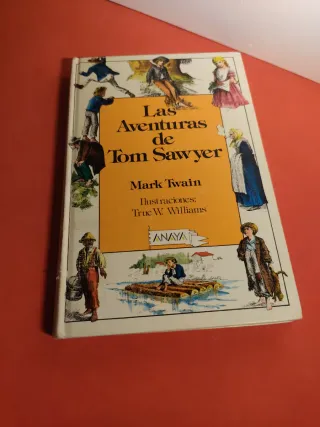 Las
Aventuras
de
Tom Sawyer
Mark Twain
Ilustraciones:
True W. Williams
ANAYA